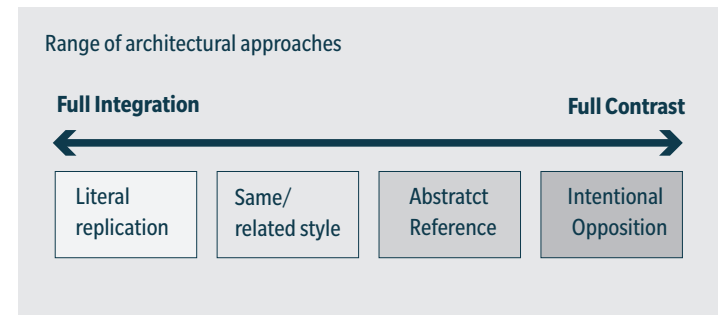 Range of architectural approaches
Full Integration
Full Contrast
Literal
replication
Same/
related style
Abstratct
Reference
Intentional
Opposition